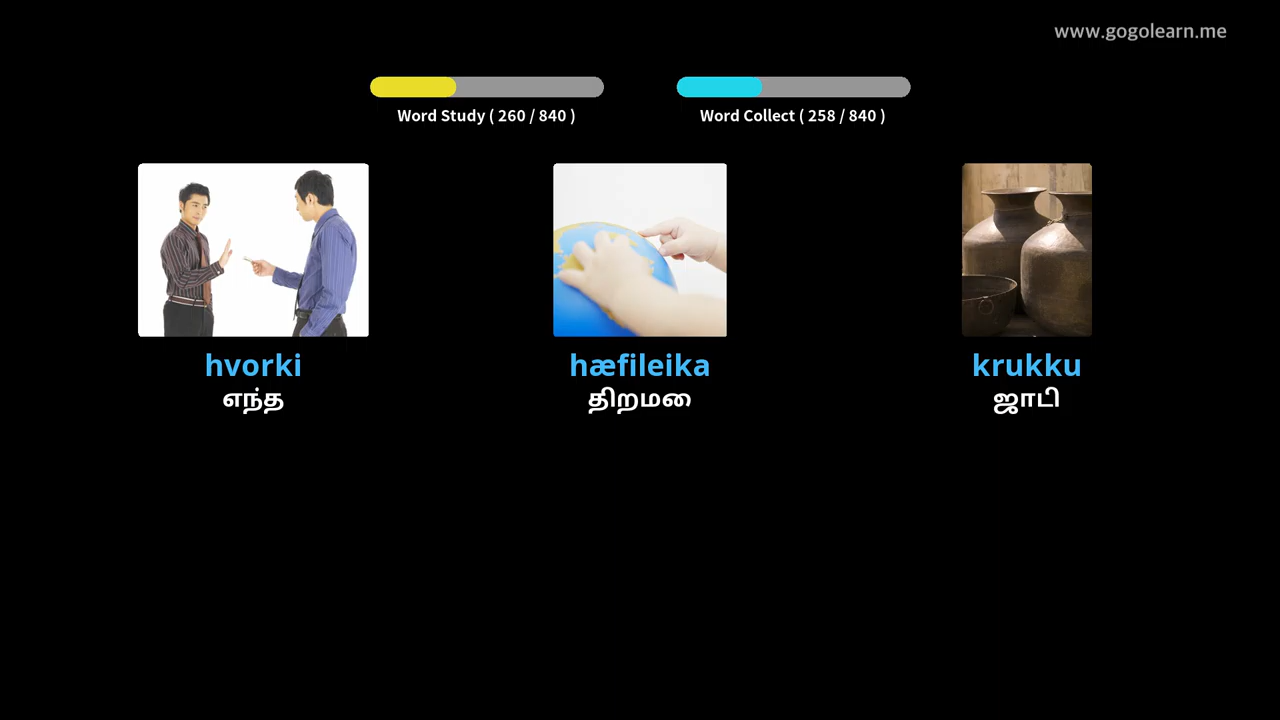 www.gogolearn.me
Word Study ( 260 / 840 )
Word Collect ( 258 / 840 )
hvorki
hæfileika
krukku
எந்த
திறமை
ஜாடி